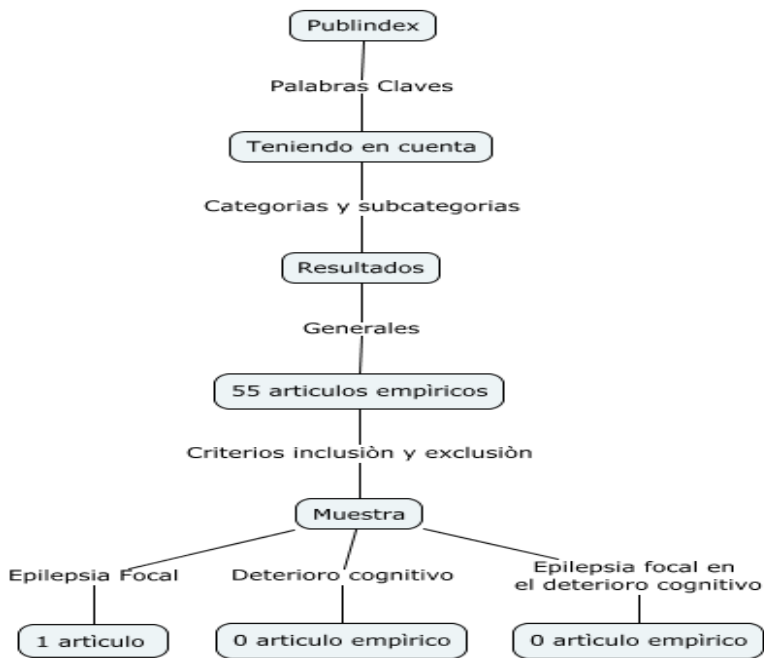 Publindex
Palabras Claves
Teniendo en cuenta
Categorias y subcategorias
Resultados
Generales
55 articulos empìricos
Criterios inclusiòn y exclusiòn
Muestra
Epilepsia Focal
Deterioro cognitivo
Epilepsia focal en
el deterioro cognitivo
1 artìculo
0 articulo empìrico
0 artìculo empìrico